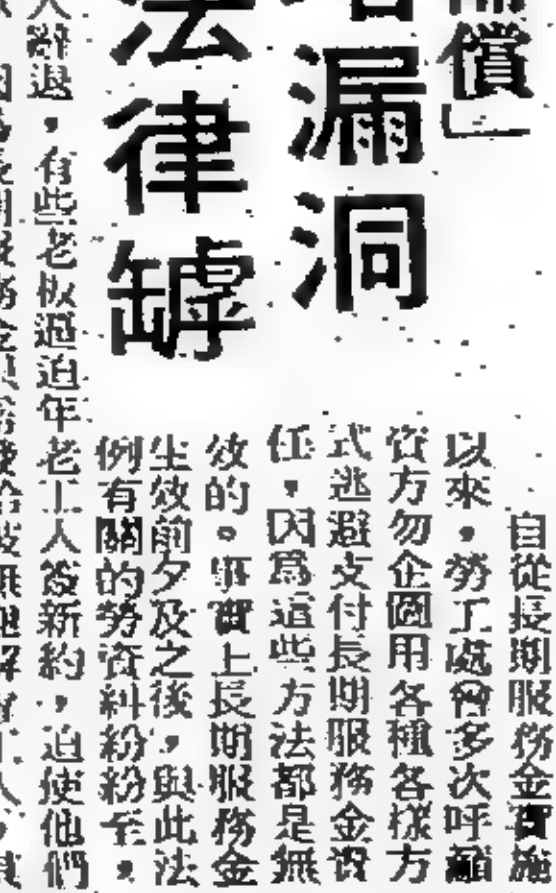 償」
漏洞
法律罅
自從長期服務金實施
以來，勞工處曾多次呼籲
資方勿企圖用各種各樣方
式逃避支付長期服務金責
任，因爲這些方法都是無
效的。事實上長期服務金
生效前夕及之後，與此法
例有關的勞資糾紛紛至，
人辭退，有些老板過迫年老工人簽新約，迫使他們